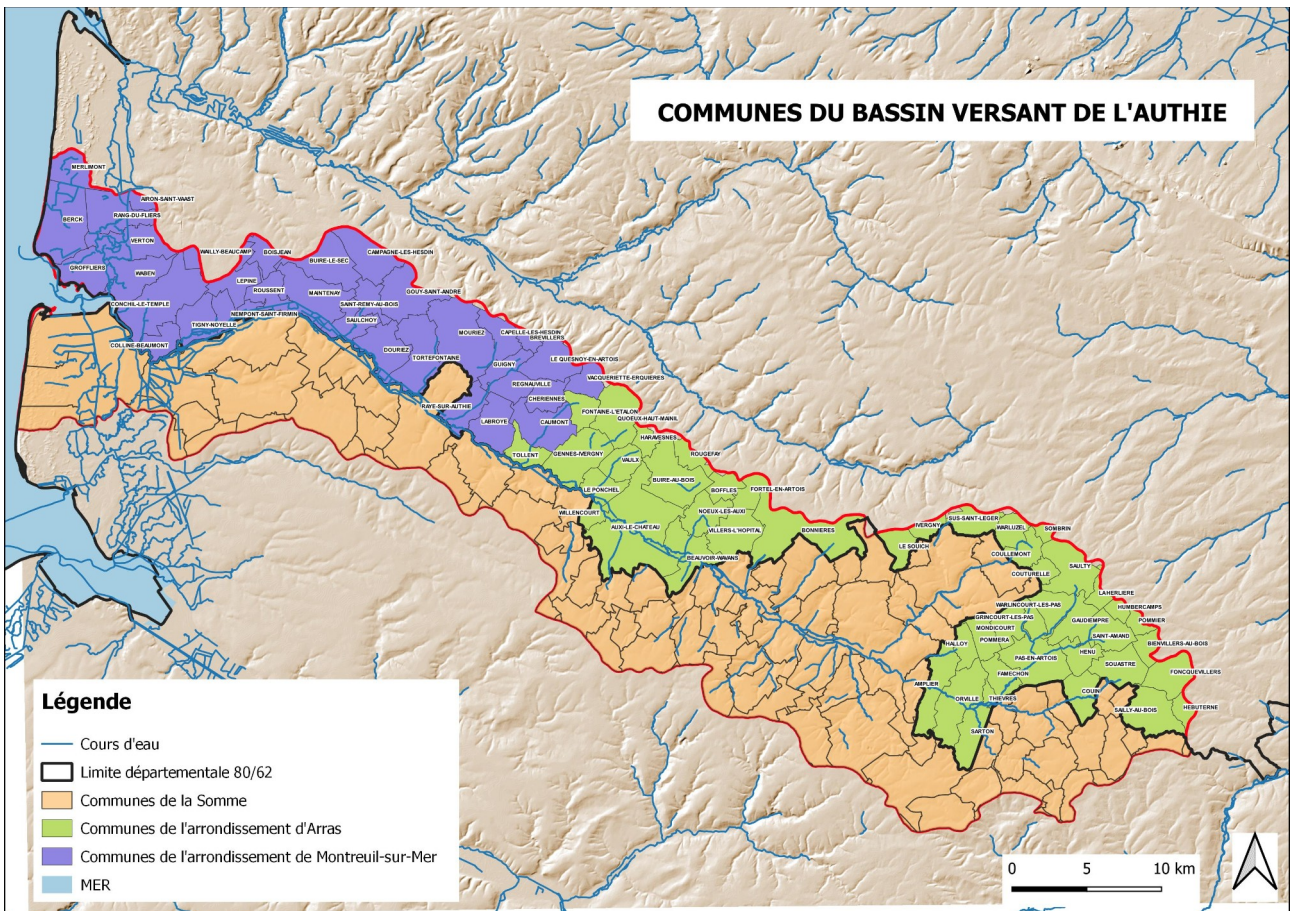 COMMUNES DU BASSIN VERSANT DE L'AUTHIE
MERLIMONT
AIRON-SAINT-VAAST
BERCK
RANG-DU-FLIERS
VERTON
WAILLY-BEAUCAMP
BOISJEAN
BUIRE-LE-SEC
CAMPAGNE-LES-HESDIN
GROFFLIERS
WABEN
LEPINE
ROUSSENT
MAINTENAY
GOUY-SAINT-ANDRE
CONCHIL-LE-TEMPLE
SAINT-REMY-AU-BOIS
NEMPONT-SAINT-FIRMIN
SAULCHOY
TIGNY-NOYELLE
MOURIEZ
CAPELLE-LES-HESDIN
BREVILLERS
COLLINE-BEAUMONT
DOURIEZ
TORTEFONTAINE
LE QUESNOY-EN-ARTOIS
GUIGNY
VACQUERIETTE-ERQUIERES
REGNAUVILLE
CHERIENNES
RAYE-SUR-AUTHIE
FONTAINE-L'ETALON
QUOEUX-HAUT-MAINIL
LABROYE
CAUMONT
HARAVESNES
TOLLENT
GENNES-IVERGNY
VAULX
ROUGEFAY
BUIRE-AU-BOIS
LE PONCHEL
BOFFLES
FORTEL-EN-ARTOIS
WILLENCOURT
NOEUX-LES-AUXI
AUXI-LE-CHATEAU
VILLERS-L'HOPITAL
BONNIERES
BEAUVOIR-WAVANS
IVERGNY
SUS-SAINT-LEGER
WARLUZEL
SOMBRIN
LE SOUICH
COULLEMONT
COUTURELLE
SAULTY
LAHERLIERE
WARLINCOURT-LES-PAS
HUMBERCAMPS
GRINCOURT-LES-PAS
GAUDIEMPRE
POMMIER
MONDICOURT
HALLOY
POMMERA
SAINT-AMAND
BIENVILLERS-AU-BOIS
HENU
PAS-EN-ARTOIS
SOUASTRE
FONCQUEVILLERS
FAMECHON
AMPLIER
ORVILLE
THIEVRES
COUIN
SAILLY-AU-BOIS
HEBUTERNE
SARTON
Légende
Cours d'eau
Limite départementale 80/62
Communes de la Somme
Communes de l'arrondissement d'Arras
Communes de l'arrondissement de Montreuil-sur-Mer
MER
0 5 10 km